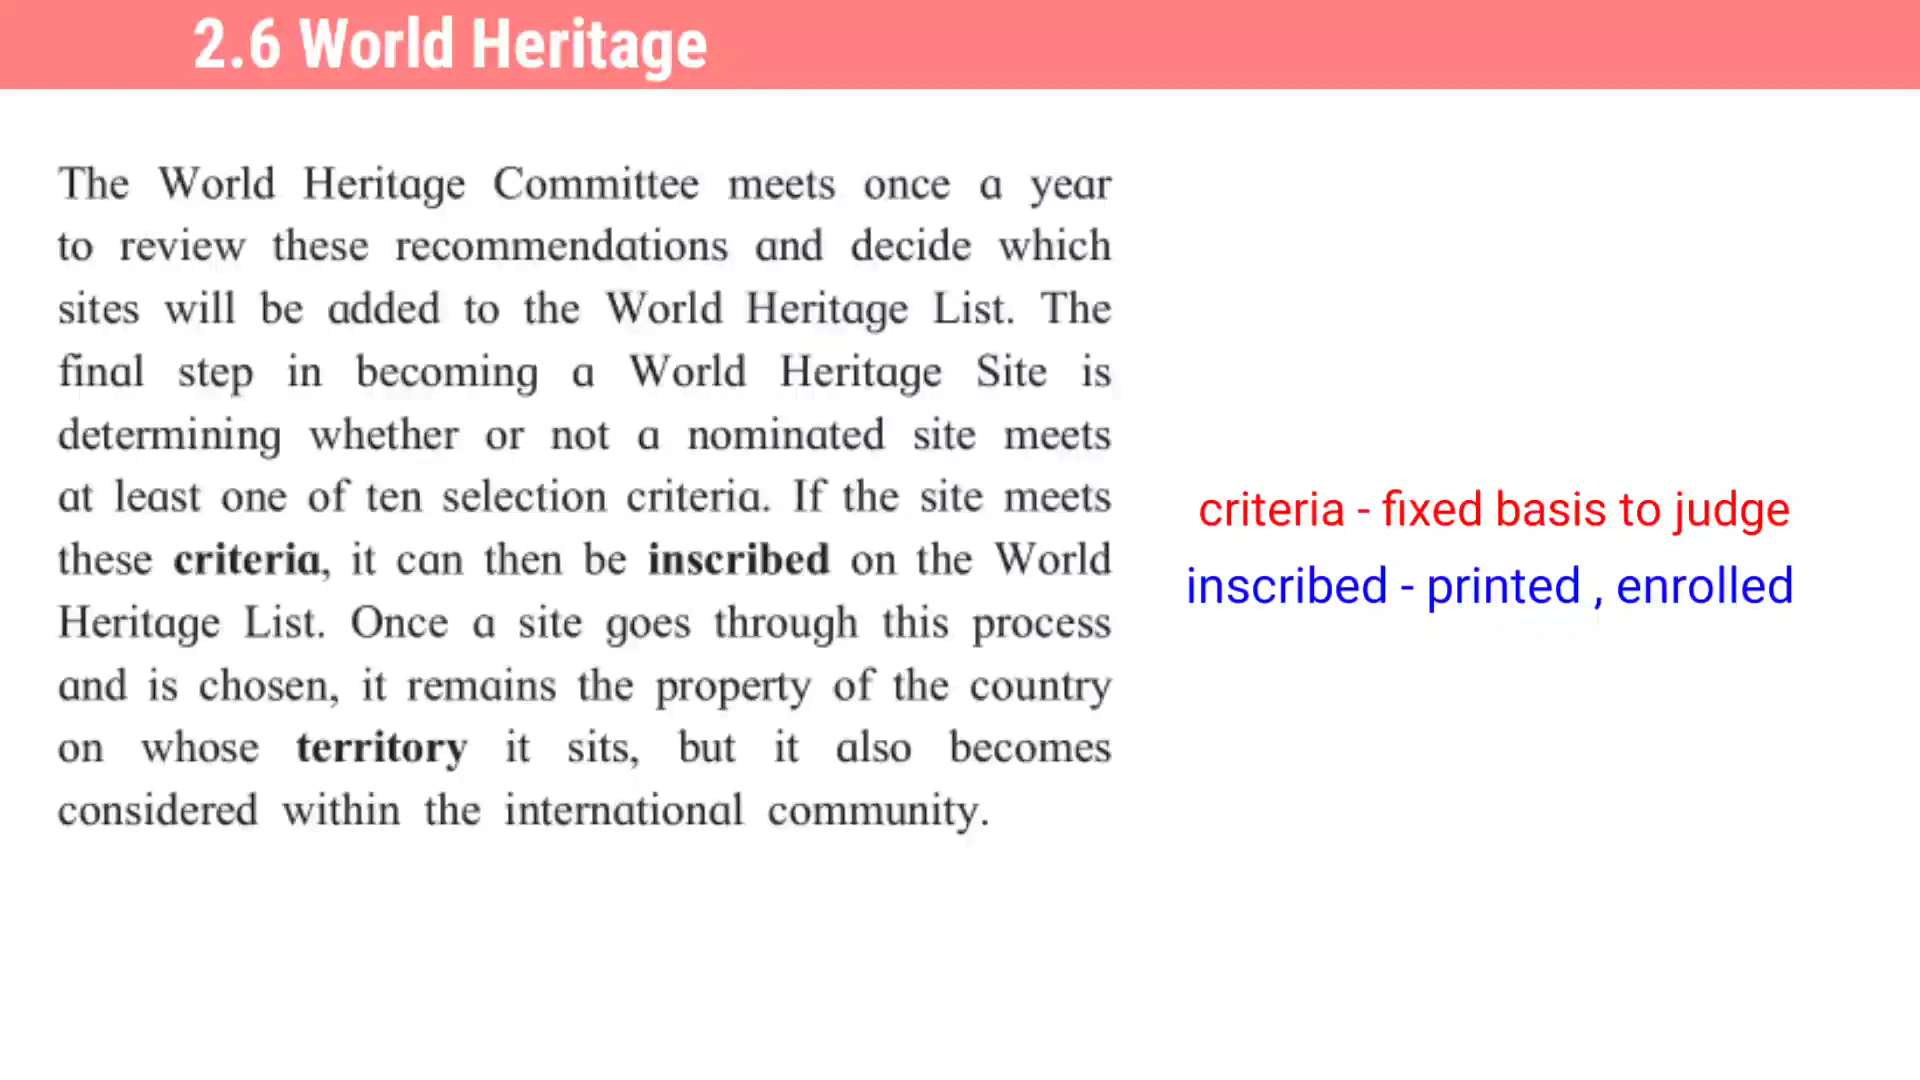 2.6 World Heritage
The World Heritage Committee meets once a year
to review these recommendations and decide which
sites will be added to the World Heritage List. The
final step in becoming a World Heritage Site is
determining whether or not a nominated site meets
at least one of ten selection criteria. If the site meets
these criteria, it can then be inscribed on the World
Heritage List. Once a site goes through this process
and is chosen, it remains the property of the country
on whose territory it sits, but it also becomes
considered within the international community.
criteria - fixed basis to judge
inscribed - printed , enrolled